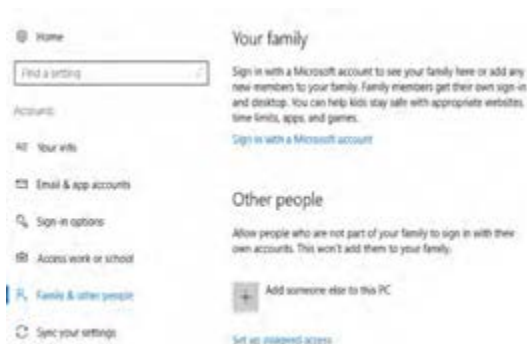 Home
Find a setting
Accounts
Your info
Email & app accounts
Sign-in options
Access work or school
Family & other people
Sync your settings
Your family
Sign in with a Microsoft account to see your family here or add any
new members to your family. Family members get their own sign-in
and desktop. You can help kids stay safe with appropriate websites,
time limits, apps, and games.
Sign in with a Microsoft account
Other people
Allow people who are not part of your family to sign in with their
own accounts. This won't add them to your family.
Add someone else to this PC
Set up assigned access